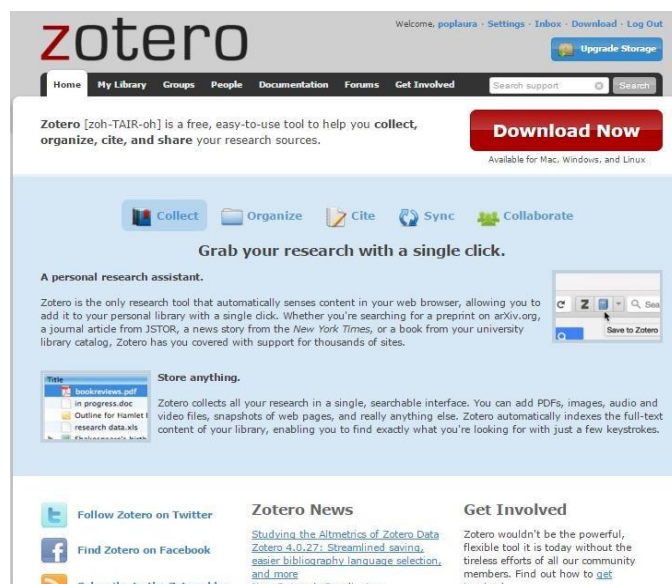 zotero
Welcome, poplaura · Settings · Inbox · Download · Log Out
Upgrade Storage
Home My Library Groups People Documentation Forums Get Involved
Search support Search
Zotero [zoh-TAIR-oh] is a free, easy-to-use tool to help you collect,
organize, cite, and share your research sources.
Download Now
Available for Mac, Windows, and Linux
Collect Organize Cite Sync Collaborate
Grab your research with a single click.
A personal research assistant.
Zotero is the only research tool that automatically senses content in your web browser, allowing you to
add it to your personal library with a single click. Whether you're searching for a preprint on arXiv.org,
a journal article from JSTOR, a news story from the New York Times, or a book from your university
library catalog, Zotero has you covered with support for thousands of sites.
Z Sea
Save to Zotero
Title
bookreviews.pdf
in progress.doc
Outline for Hamlet
research data.xls
Store anything.
Zotero collects all your research in a single, searchable interface. You can add PDFs, images, audio and
video files, snapshots of web pages, and really anything else. Zotero automatically indexes the full-text
content of your library, enabling you to find exactly what you're looking for with just a few keystrokes.
Follow Zotero on Twitter
Find Zotero on Facebook
Zotero News
Studying the Altmetrics of Zotero Data
Zotero 4.0.27: Streamlined saving,
easier bibliography language selection,
and more
Get Involved
Zotero wouldn't be the powerful,
flexible tool it is today without the
tireless efforts of all our community
members. Find out how to get